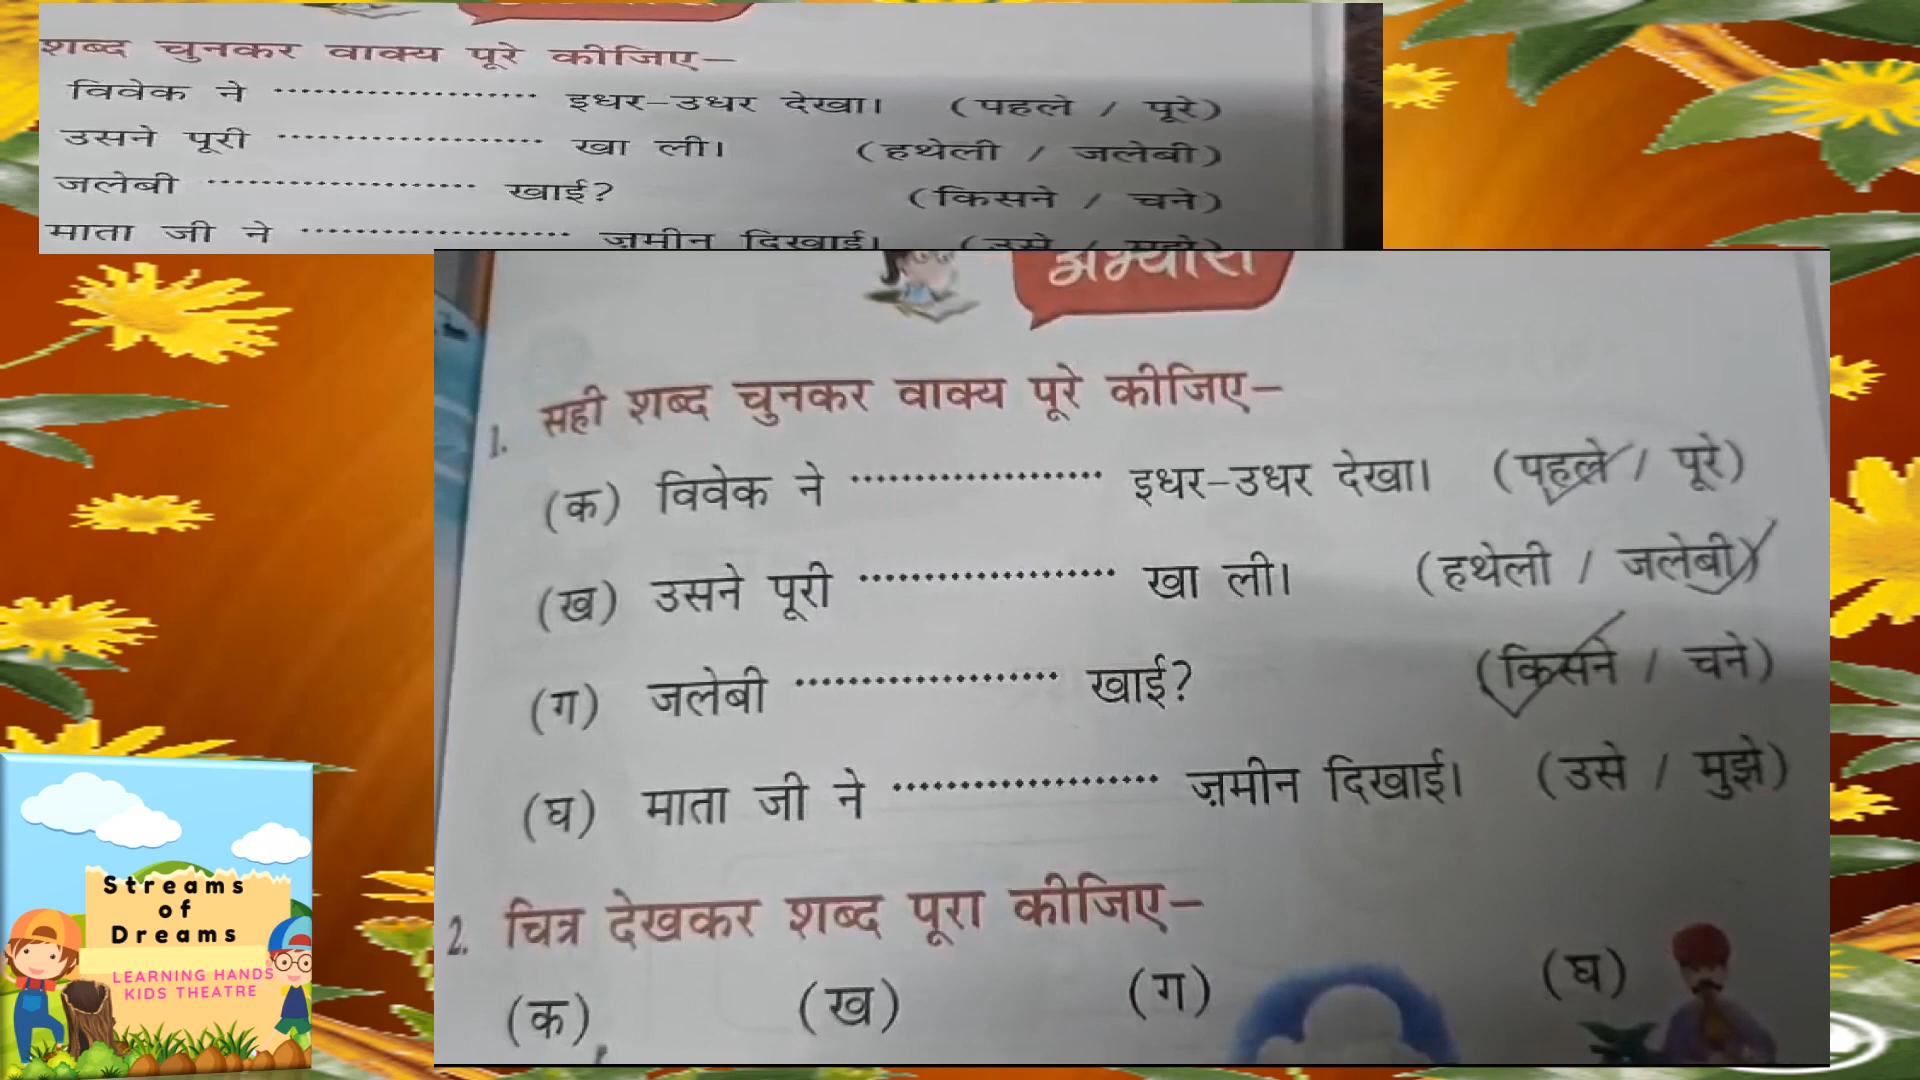 शब्द चुनकर वाक्य पूरे कीजिए–
विवेक ने .................... इधर-उधर देखा। (पहले / पूरे)
उसने पूरी .................... खा ली। (हथेली / जलेबी)
जलेबी .................... खाई? (किसने / चने)
माता जी ने .................... ज़मीन दिखाई। (उसे / मुझे)
अभ्यास
1. सही शब्द चुनकर वाक्य पूरे कीजिए–
(क) विवेक ने .................... इधर-उधर देखा। (पहले / पूरे)
(ख) उसने पूरी .................... खा ली। (हथेली / जलेबी)
(ग) जलेबी .................... खाई? (किसने / चने)
(घ) माता जी ने .................... ज़मीन दिखाई। (उसे / मुझे)
2. चित्र देखकर शब्द पूरा कीजिए–
(क) (ख) (ग) (घ)
Streams
of
Dreams
LEARNING HANDS
KIDS THEATRE